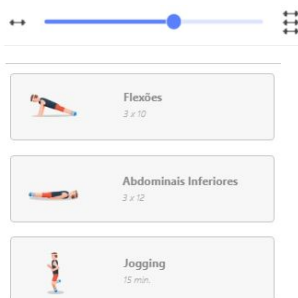 Flexões
3 x 10
Abdominais Inferiores
3 x 12
Jogging
15 min.